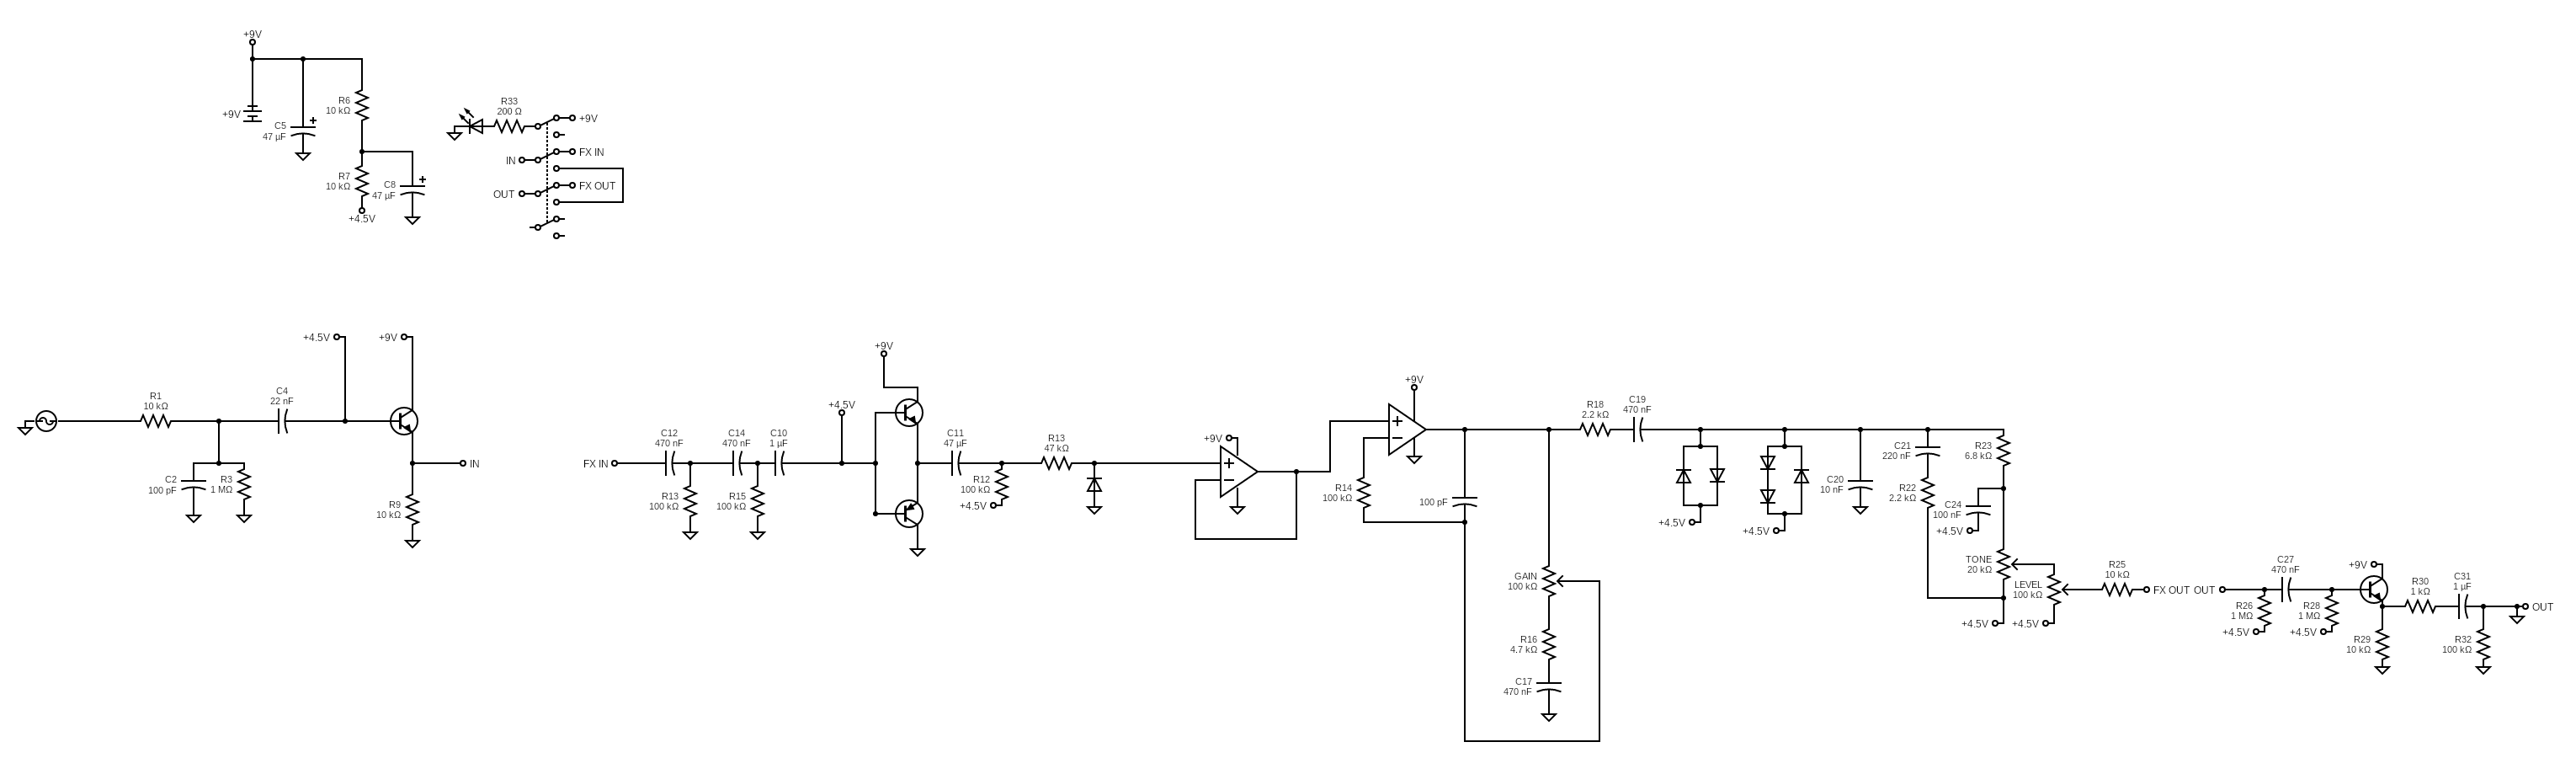 +9V
+9V
C5
47 µF
R6
10 kΩ
R7
10 kΩ
C8
47 µF
+4.5V
R33
200 Ω
+9V
IN
FX IN
OUT
FX OUT
R1
10 kΩ
C2
100 pF
R3
1 MΩ
C4
22 nF
+4.5V
+9V
IN
R9
10 kΩ
FX IN
C12
470 nF
R13
100 kΩ
C14
470 nF
R15
100 kΩ
C10
1 µF
+4.5V
+9V
C11
47 µF
R12
100 kΩ
+4.5V
R13
47 kΩ
+9V
+9V
R14
100 kΩ
100 pF
GAIN
100 kΩ
R16
4.7 kΩ
C17
470 nF
R18
2.2 kΩ
C19
470 nF
+4.5V
+4.5V
C20
10 nF
C21
220 nF
R22
2.2 kΩ
R23
6.8 kΩ
C24
100 nF
+4.5V
TONE
20 kΩ
+4.5V
LEVEL
100 kΩ
+4.5V
R25
10 kΩ
FX OUT
OUT
R26
1 MΩ
+4.5V
C27
470 nF
R28
1 MΩ
+4.5V
+9V
R29
10 kΩ
R30
1 kΩ
C31
1 µF
R32
100 kΩ
OUT